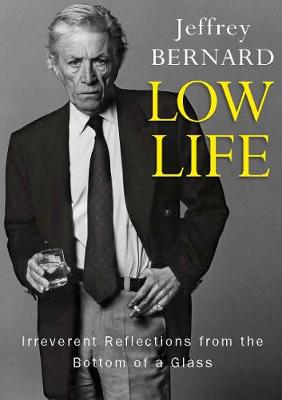 Jeffrey
BERNARD
LOW
LIFE
Irreverent Reflections from the
Bottom of a Glass